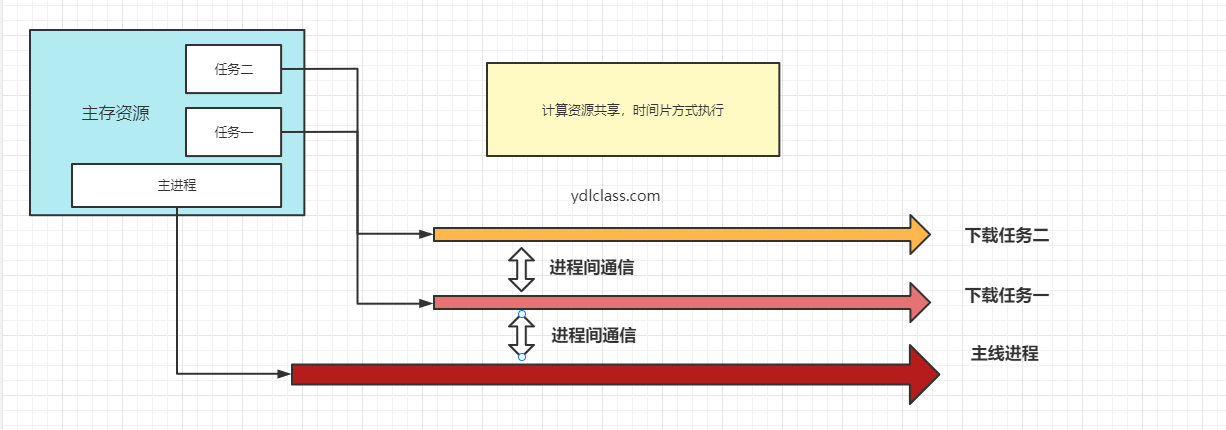 任务二
主存资源
任务一
主进程
计算资源共享，时间片方式执行
ydlclass.com
下载任务二
进程间通信
下载任务一
进程间通信
主线进程